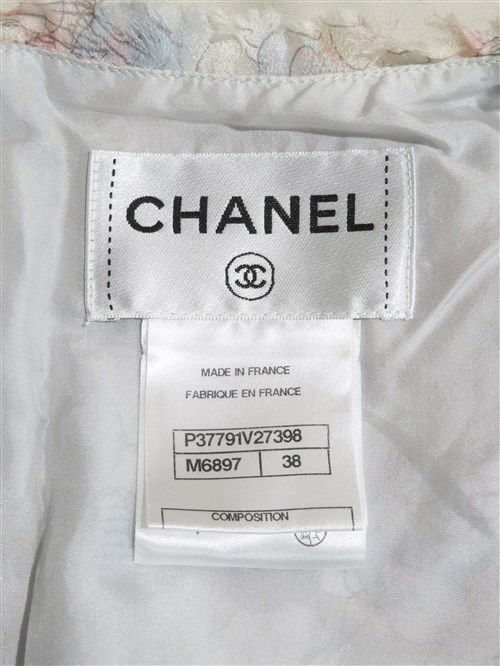 CHANEL
MADE IN FRANCE
FABRIQUE EN FRANCE
P37791V27398
M6897 38
COMPOSITION